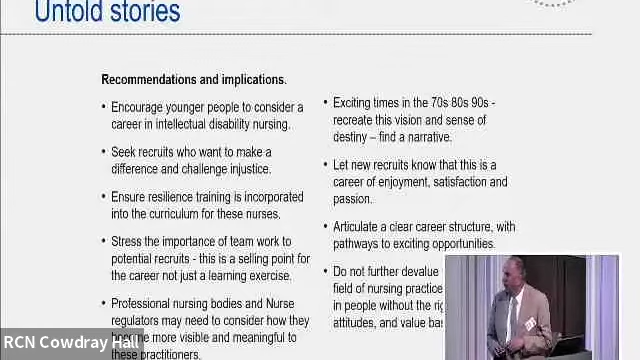 Untold stories
Recommendations and implications.
• Encourage younger people to consider a
career in intellectual disability nursing.
• Seek recruits who want to make a
difference and challenge injustice.
• Ensure resilience training is incorporated
into the curriculum for these nurses.
• Stress the importance of team work to
potential recruits - this is a selling point for
the career not just a learning exercise.
• Professional nursing bodies and Nurse
regulators may need to consider how they
become more visible and meaningful to
these practitioners.
• Exciting times in the 70s 80s 90s -
recreate this vision and sense of
destiny – find a narrative.
• Let new recruits know that this is a
career of enjoyment, satisfaction and
passion.
• Articulate a clear career structure, with
pathways to exciting opportunities.
• Do not further devalue
field of nursing practice
in people without the
attitudes, and value
RCN Cowdray Hall